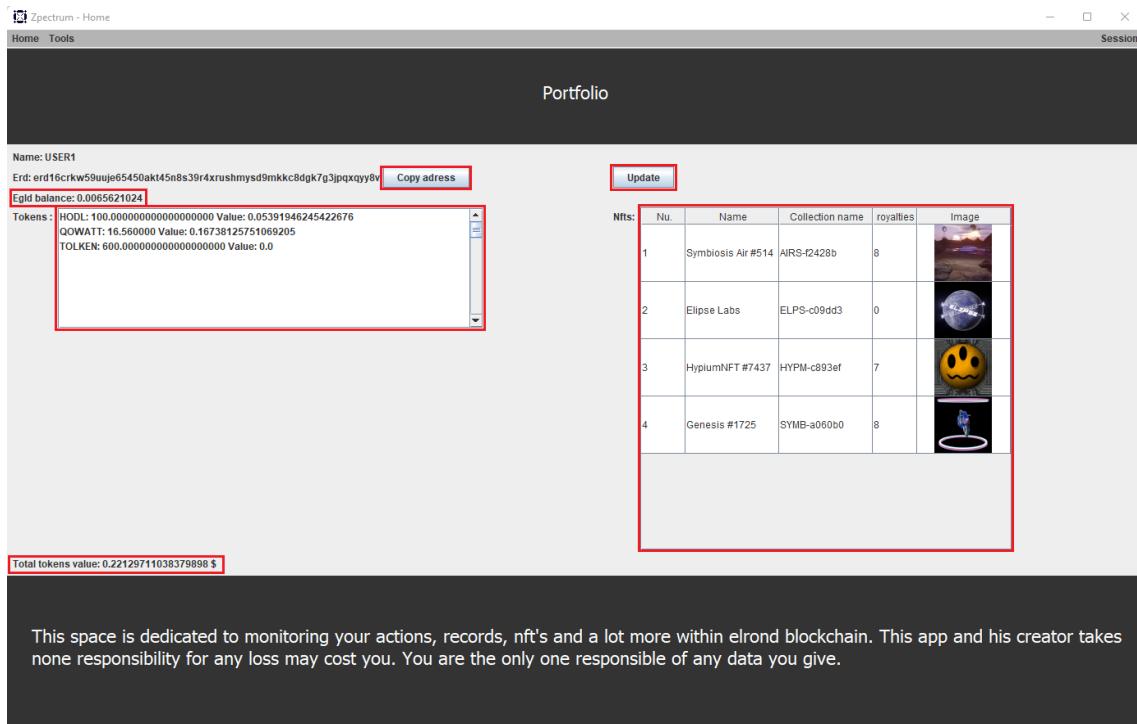 Zpectrum - Home
Home Tools Session
Portfolio
Name: USER1
Erd: erd16crkw59uuje65450akt45n8s39r4xrushmysd9mkkc8dgk7g3jpqxqyy8v Copy adress Update
Egld balance: 0.0065621024
Tokens : HODL: 100.000000000000000000 Value: 0.05391946245422676
QOWATT: 16.560000 Value: 0.16738125751069205
TOLKEN: 600.000000000000000000 Value: 0.0
Nfts: Nu. Name Collection name royalties Image
1 Symbiosis Air #514 AIRS-f2428b 8
2 Elipse Labs ELPS-c09dd3 0
3 HypiumNFT #7437 HYPM-c893ef 7
4 Genesis #1725 SYMB-a060b0 8
Total tokens value: 0.22129711038379898 $
This space is dedicated to monitoring your actions, records, nft's and a lot more within elrond blockchain. This app and his creator takes
none responsibility for any loss may cost you. You are the only one responsible of any data you give.